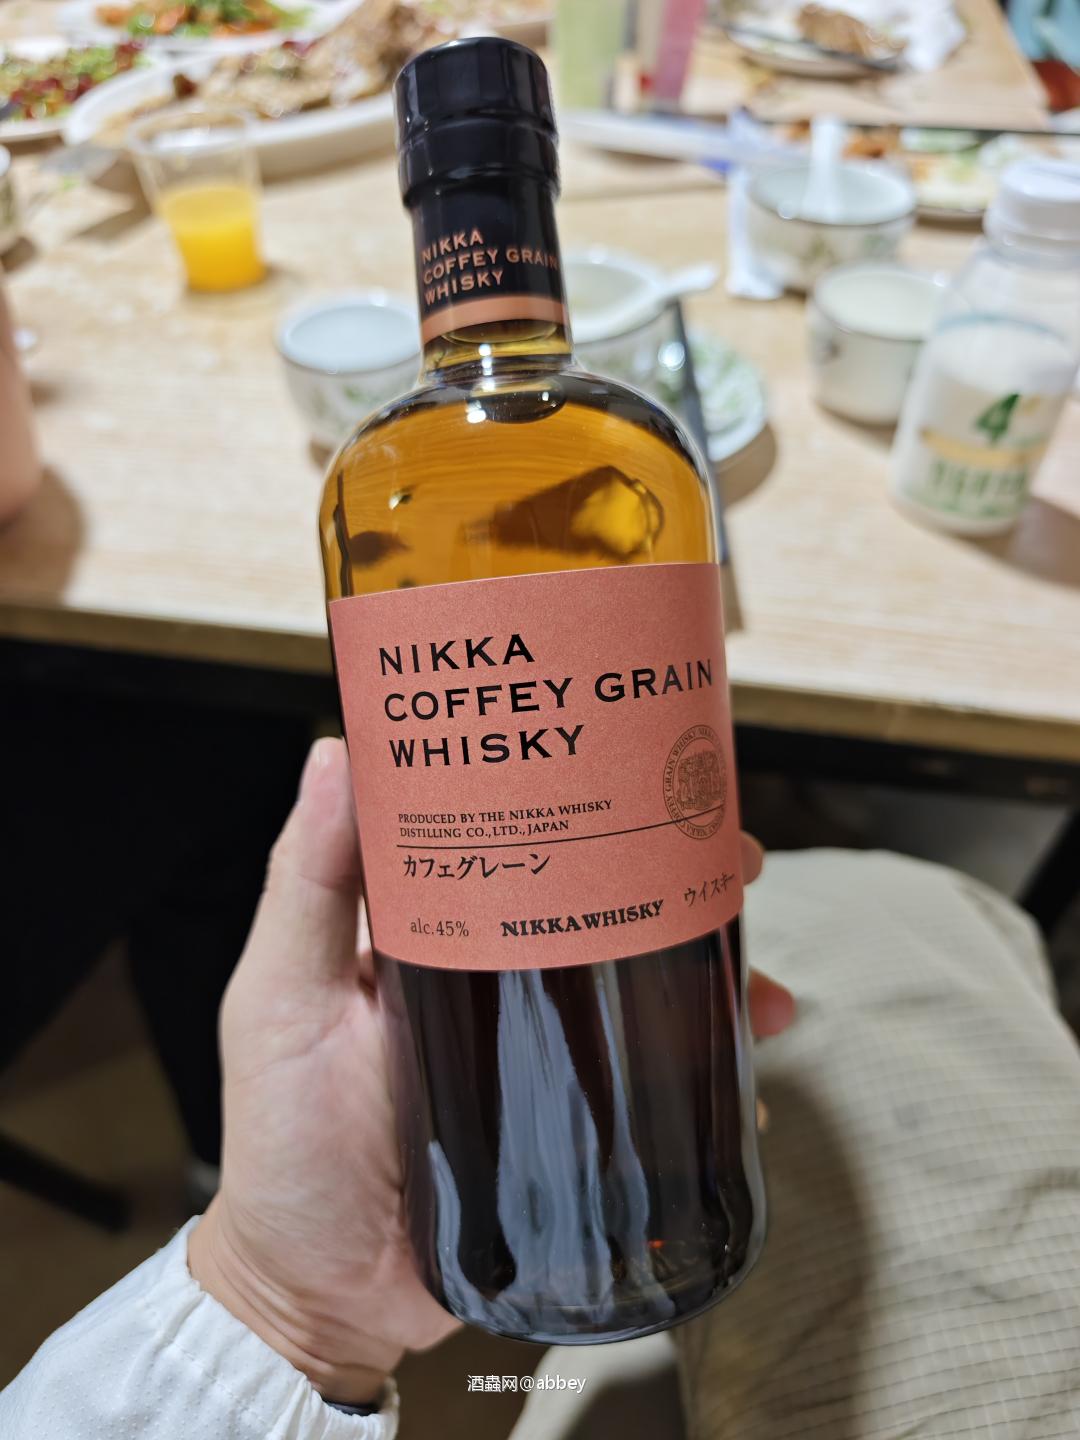 NIKKA
COFFEY GRAIN
WHISKY
NIKKA
COFFEY GRAIN
WHISKY
PRODUCED BY THE NIKKA WHISKY
DISTILLING CO.,LTD.,JAPAN
カフェグレーン
ウイスキー
alc.45%
NIKKA WHISKY
4
酒蟲网@abbey